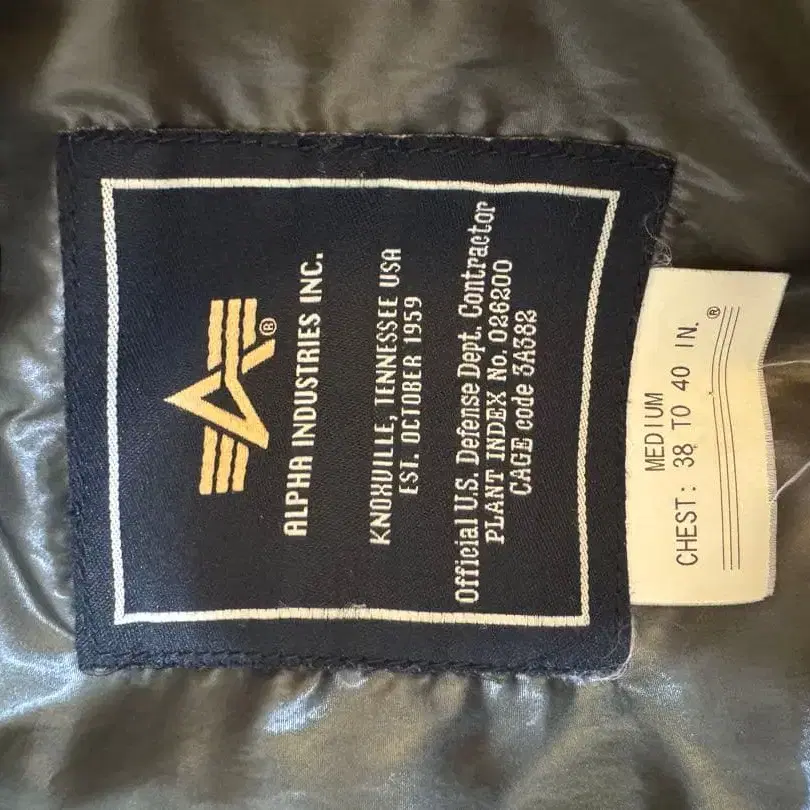 ®
ALPHA INDUSTRIES INC.
KNOXVILLE, TENNESSEE USA
EST. OCTOBER 1959
Official U.S. Defense Dept. Contractor
PLANT INDEX No. 026200
CAGE code 3A382
MEDIUM
CHEST: 38 TO 40 IN.
®